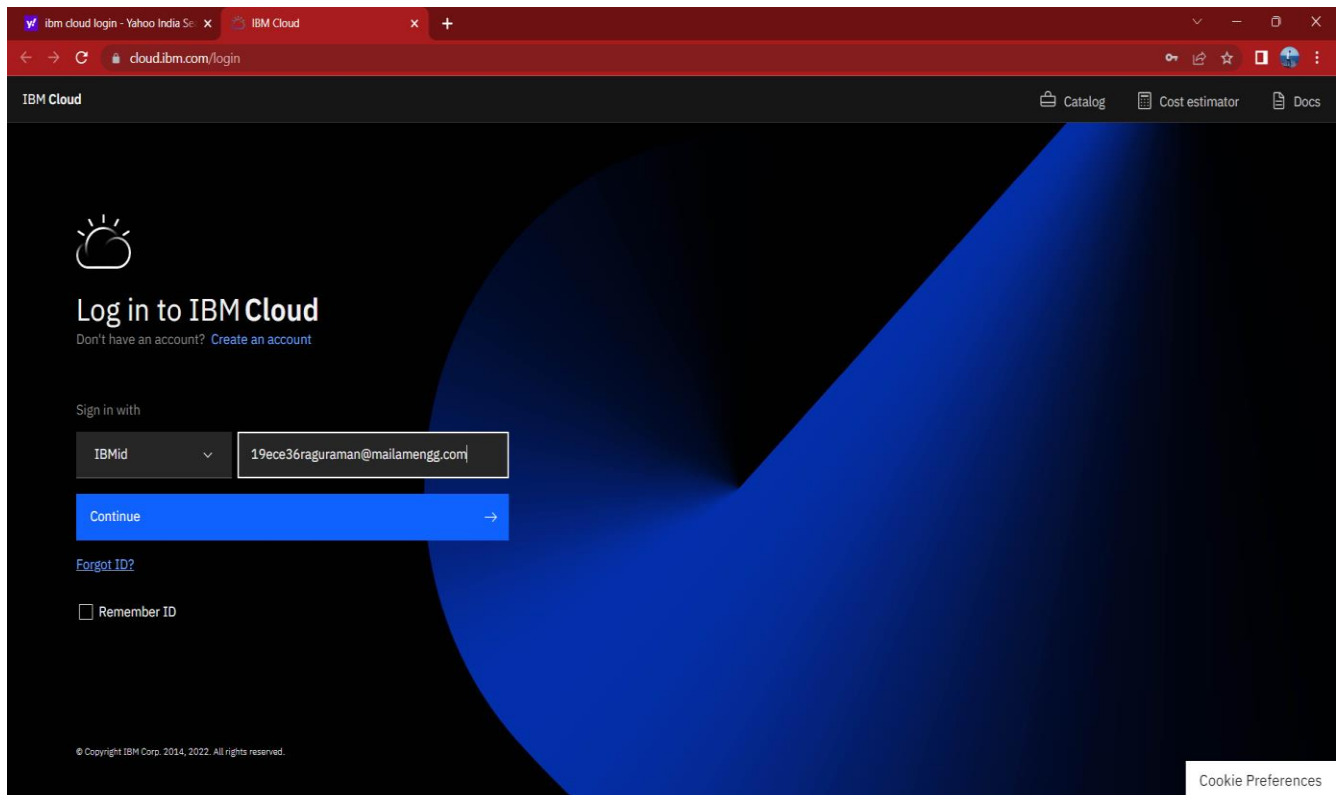 ibm cloud login - Yahoo India Se
IBM Cloud
cloud.ibm.com/login
IBM Cloud
Catalog
Cost estimator
Docs
Log in to IBM Cloud
Don't have an account? Create an account
Sign in with
IBMid
19ece36raguraman@mailamengg.com
Continue
Forgot ID?
Remember ID
© Copyright IBM Corp. 2014, 2022. All rights reserved.
Cookie Preferences